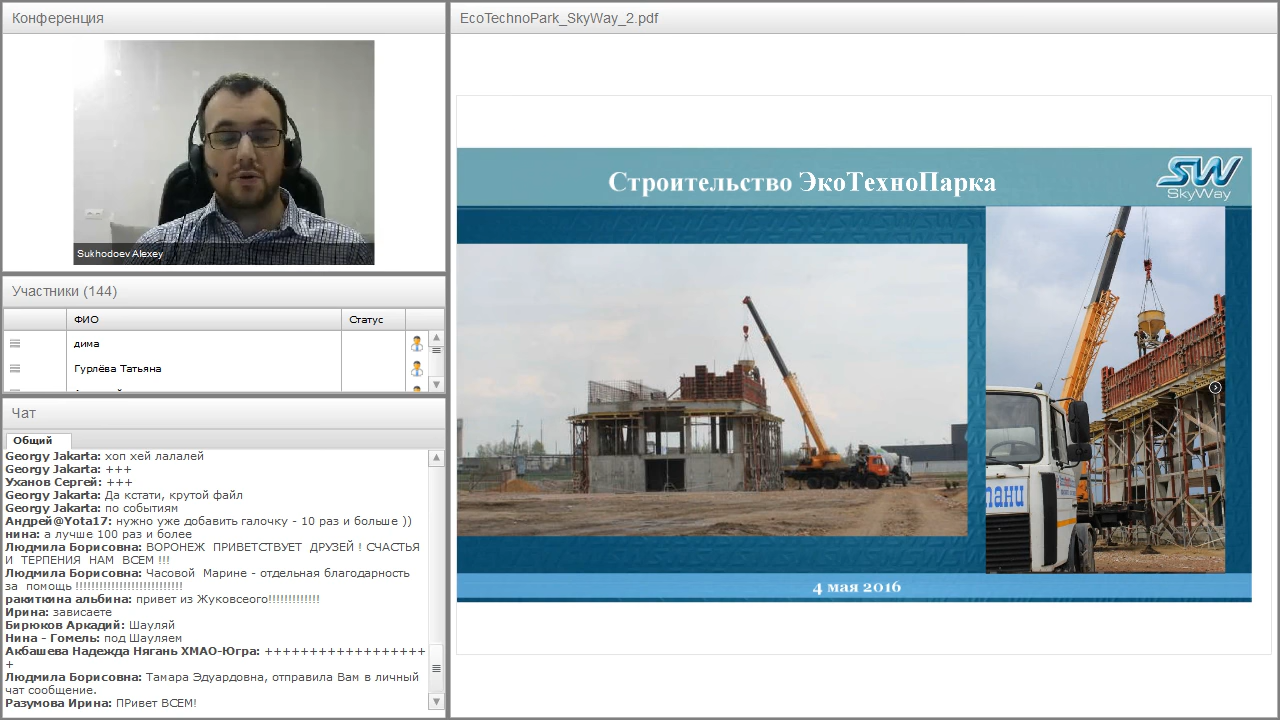 Конференция
Sukhodoev Alexey
Участники (144)
ФИО
Статус
дима
Гурлёва Татьяна
Чат
Общий
Georgy Jakarta: хоп хей лалалей
Georgy Jakarta: +++
Уханов Сергей: +++
Georgy Jakarta: Да кстати, крутой файл
Georgy Jakarta: по событиям
Андрей@Yota17: нужно уже добавить галочку - 10 раз и больше ))
нина: а лучше 100 раз и более
Людмила Борисовна: ВОРОНЕЖ ПРИВЕТСТВУЕТ ДРУЗЕЙ ! СЧАСТЬЯ
И ТЕРПЕНИЯ НАМ ВСЕМ !!!
Людмила Борисовна: Часовой Марине - отдельная благодарность
за помощь !!!!!!!!!!!!!!!!!!!!!!!!!!!
ракиткина альбина: привет из Жуковсеого!!!!!!!!!!!!!
Ирина: зависаете
Бирюков Аркадий: Шауляй
Нина - Гомель: под Шауляем
Акбашева Надежда Нягань ХМАО-Югра: ++++++++++++++++++
+
Людмила Борисовна: Тамара Эдуардовна, отправила Вам в личный
чат сообщение.
Разумова Ирина: ПРивет ВСЕМ!
EcoTechnoPark_SkyWay_2.pdf
Строительство ЭкоТехноПарка
SW
SkyWay
4 мая 2016